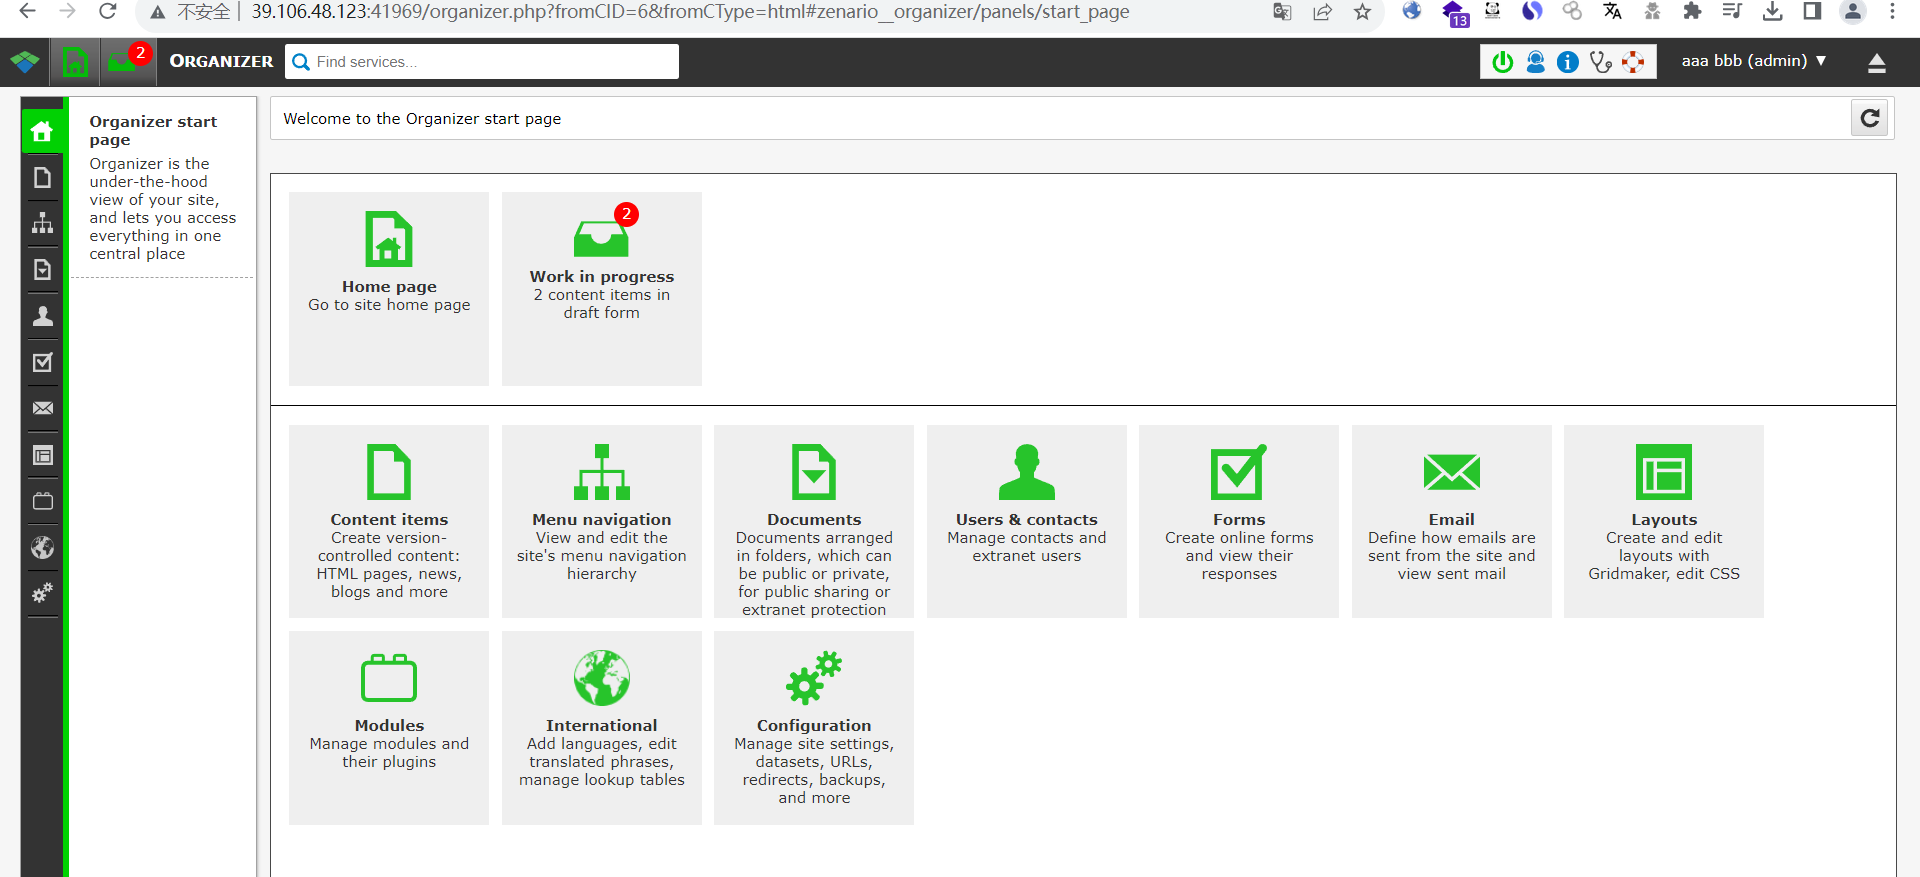 不安全 39.106.48.123:41969/organizer.php?fromCID=6&fromCType=html#zenario__organizer/panels/start_page
13
2
ORGANIZER
Find services...
aaa bbb (admin) ▼
Organizer start
page
Organizer is the
under-the-hood
view of your site,
and lets you access
everything in one
central place
Welcome to the Organizer start page
Home page
Go to site home page
2
Work in progress
2 content items in
draft form
Content items
Create version-
controlled content:
HTML pages, news,
blogs and more
Menu navigation
View and edit the
site's menu navigation
hierarchy
Documents
Documents arranged
in folders, which can
be public or private,
for public sharing or
extranet protection
Users & contacts
Manage contacts and
extranet users
Forms
Create online forms
and view their
responses
Email
Define how emails are
sent from the site and
view sent mail
Layouts
Create and edit
layouts with
Gridmaker, edit CSS
Modules
Manage modules and
their plugins
International
Add languages, edit
translated phrases,
manage lookup tables
Configuration
Manage site settings,
datasets, URLs,
redirects, backups,
and more